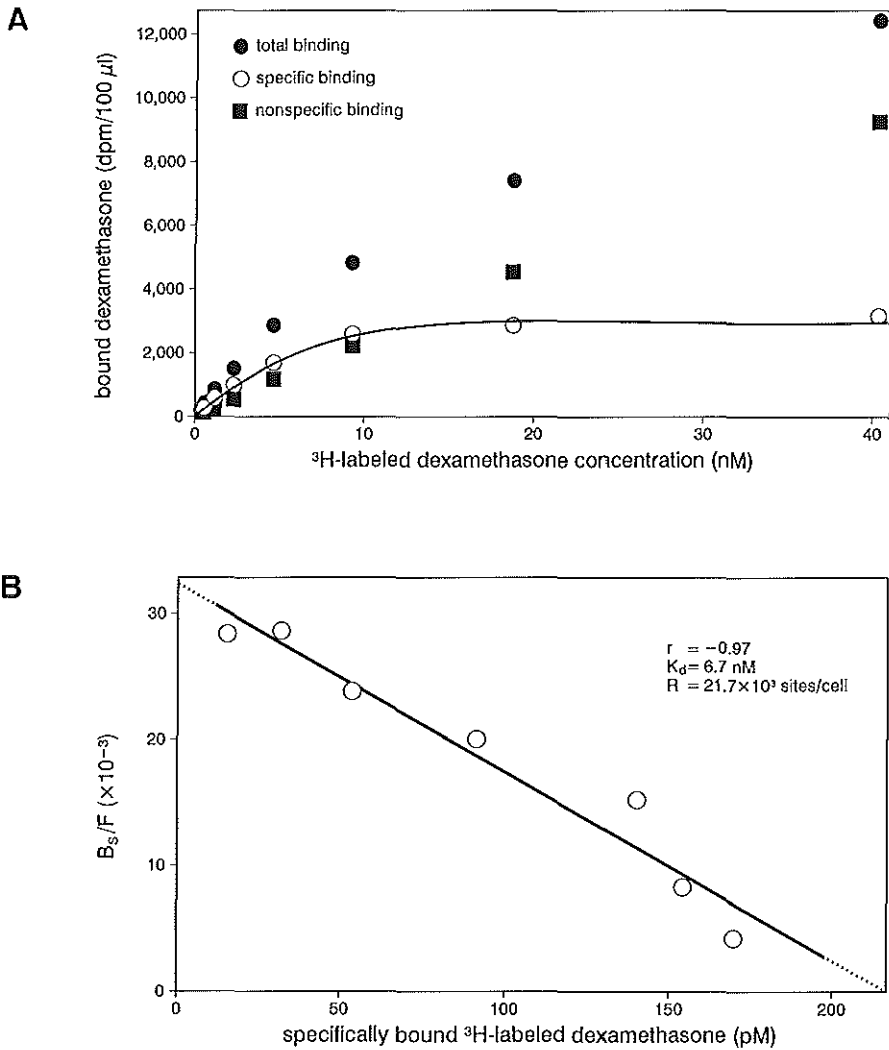 A
bound dexamethasone (dpm/100 µl)
12,000
10,000
8,000
6,000
4,000
2,000
0
total binding
specific binding
nonspecific binding
0 10 20 30 40
³H-labeled dexamethasone concentration (nM)
B
Bs/F (×10⁻³)
30
20
10
0
r = −0.97
Kd= 6.7 nM
R = 21.7×10³ sites/cell
0 50 100 150 200
specifically bound ³H-labeled dexamethasone (pM)